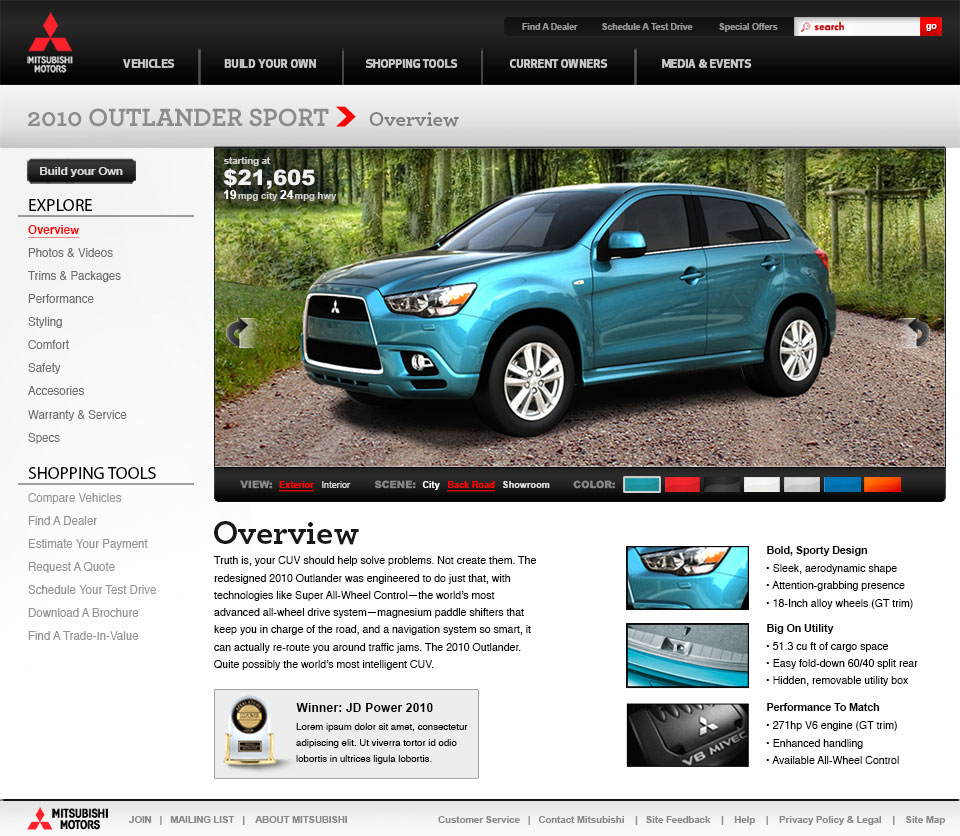 Find A Dealer
Schedule A Test Drive
Special Offers
search
go
MITSUBISHI
MOTORS
VEHICLES
BUILD YOUR OWN
SHOPPING TOOLS
CURRENT OWNERS
MEDIA & EVENTS
2010 OUTLANDER SPORT
Overview
Build your Own
EXPLORE
Overview
Photos & Videos
Trims & Packages
Performance
Styling
Comfort
Safety
Accesories
Warranty & Service
Specs
SHOPPING TOOLS
Compare Vehicles
Find A Dealer
Estimate Your Payment
Request A Quote
Schedule Your Test Drive
Download A Brochure
Find A Trade-in-Value
starting at
$21,605
19 mpg city 24 mpg hwy
VIEW: Exterior Interior SCENE: City Back Road Showroom COLOR:
Overview
Truth is, your CUV should help solve problems. Not create them. The
redesigned 2010 Outlander was engineered to do just that, with
technologies like Super All-Wheel Control—the world's most
advanced all-wheel drive system—magnesium paddle shifters that
keep you in charge of the road, and a navigation system so smart, it
can actually re-route you around traffic jams. The 2010 Outlander.
Quite possibly the world's most intelligent CUV.
Winner: JD Power 2010
Lorem ipsum dolor sit amet, consectetur
adipiscing elit. Ut viverra tortor id odio
lobortis in ultrices ligula lobortis.
Bold, Sporty Design
· Sleek, aerodynamic shape
· Attention-grabbing presence
· 18-Inch alloy wheels (GT trim)
Big On Utility
· 51.3 cu ft of cargo space
· Easy fold-down 60/40 split rear
· Hidden, removable utility box
V8 MIVEC
Performance To Match
· 271hp V6 engine (GT trim)
· Enhanced handling
· Available All-Wheel Control
MITSUBISHI
MOTORS
JOIN | MAILING LIST | ABOUT MITSUBISHI
Customer Service | Contact Mitsubishi | Site Feedback | Help | Privacy Policy & Legal | Site Map